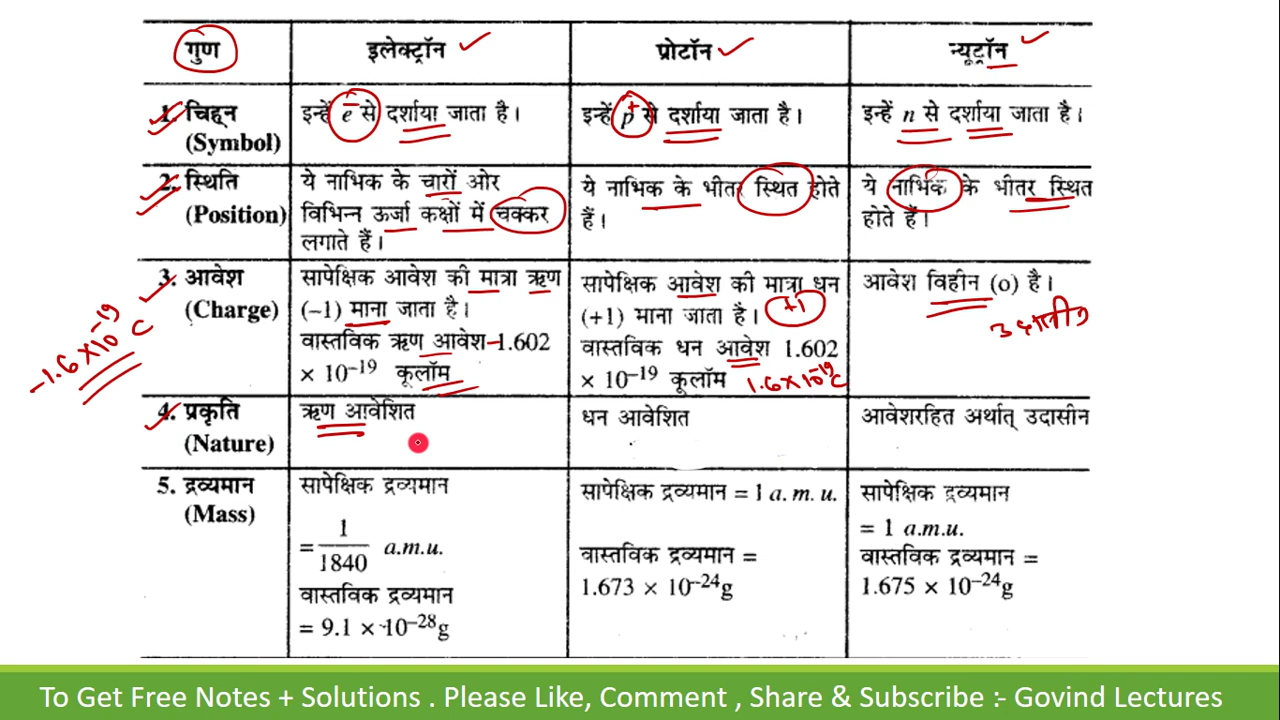 गुण इलेक्ट्रॉन प्रोटॉन न्यूट्रॉन
1. चिह्न
(Symbol)
इन्हें e से दर्शाया जाता है।
इन्हें p से दर्शाया जाता है।
इन्हें n से दर्शाया जाता है।
2. स्थिति
(Position)
ये नाभिक के चारों ओर
विभिन्न ऊर्जा कक्षों में चक्कर
लगाते हैं।
ये नाभिक के भीतर स्थित होते
हैं।
ये नाभिक के भीतर स्थित
होते हैं।
3. आवेश
(Charge)
-1.6×10⁻¹⁹ C
सापेक्षिक आवेश की मात्रा ऋण
(–1) माना जाता है।
वास्तविक ऋण आवेश -1.602
× 10⁻¹⁹ कूलॉम
सापेक्षिक आवेश की मात्रा धन
(+1) माना जाता है।
+1
वास्तविक धन आवेश 1.602
× 10⁻¹⁹ कूलॉम
1.6×10⁻¹⁹C
आवेश विहीन (o) है।
4. प्रकृति
(Nature)
ऋण आवेशित
धन आवेशित
आवेशरहित अर्थात् उदासीन
5. द्रव्यमान
(Mass)
सापेक्षिक द्रव्यमान
= 1/1840 a.m.u.
वास्तविक द्रव्यमान
= 9.1 × 10⁻²⁸g
सापेक्षिक द्रव्यमान = 1 a. m. u.
वास्तविक द्रव्यमान =
1.673 × 10⁻²⁴g
सापेक्षिक द्रव्यमान
= 1 a.m.u.
वास्तविक द्रव्यमान =
1.675 × 10⁻²⁴g
To Get Free Notes + Solutions . Please Like, Comment , Share & Subscribe :- Govind Lectures